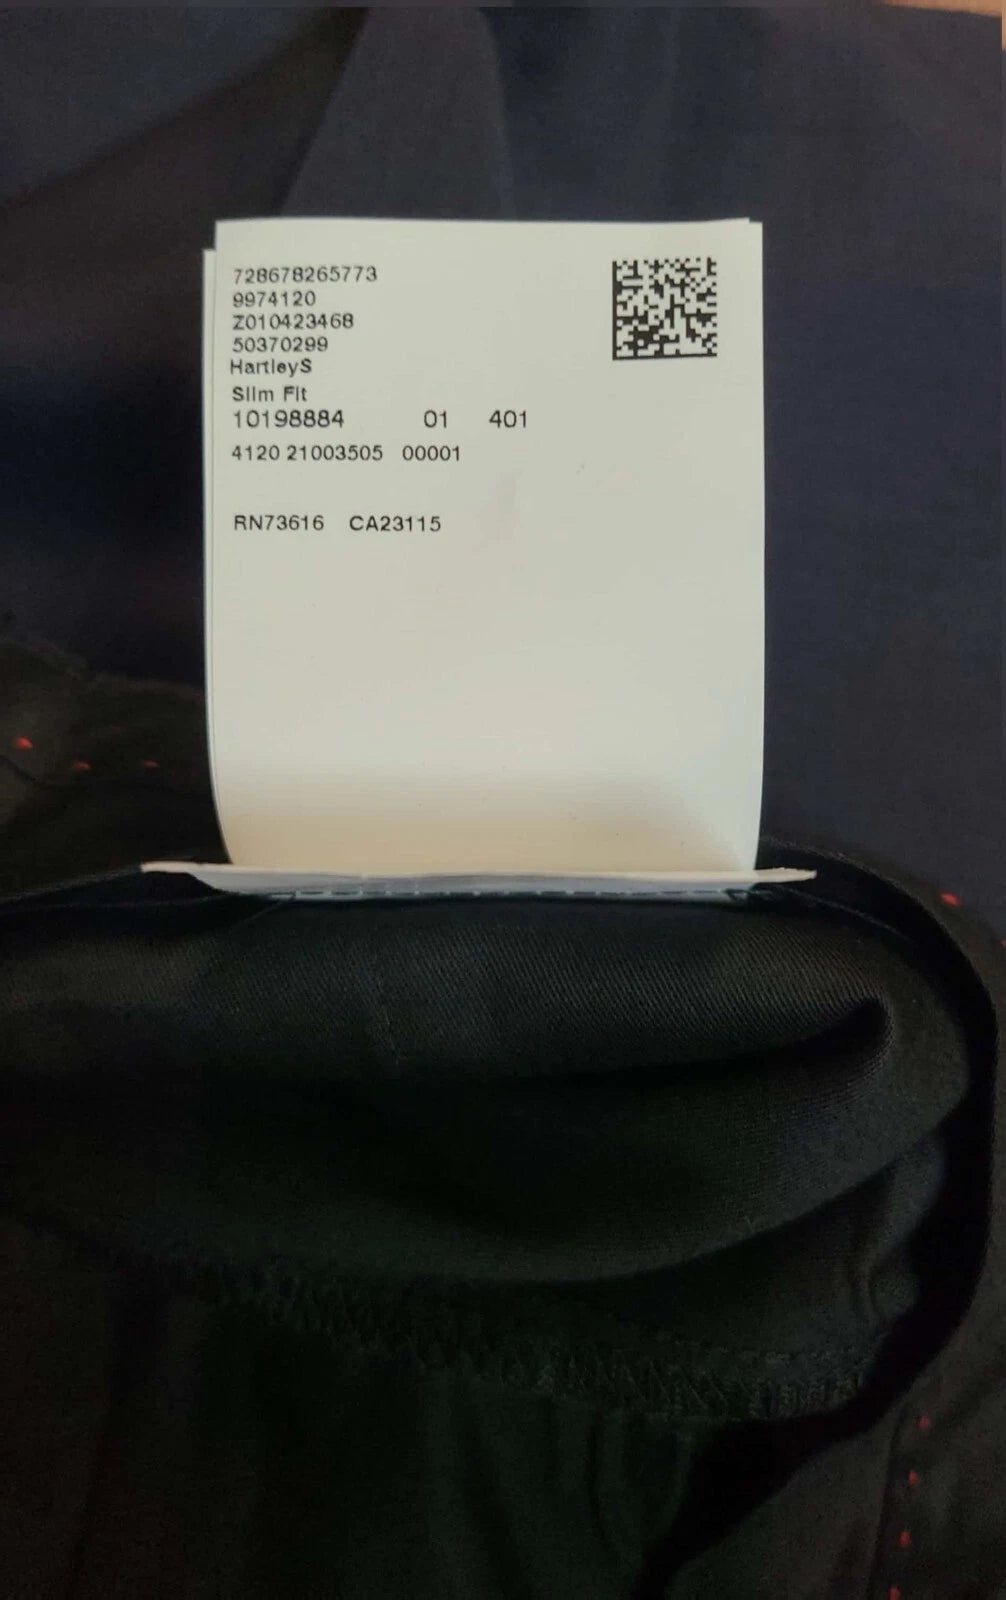 728678265773
9974120
Z010423468
50370299
HartleyS
Slim Fit
10198884 01 401
4120 21003505 00001
RN73616 CA23115